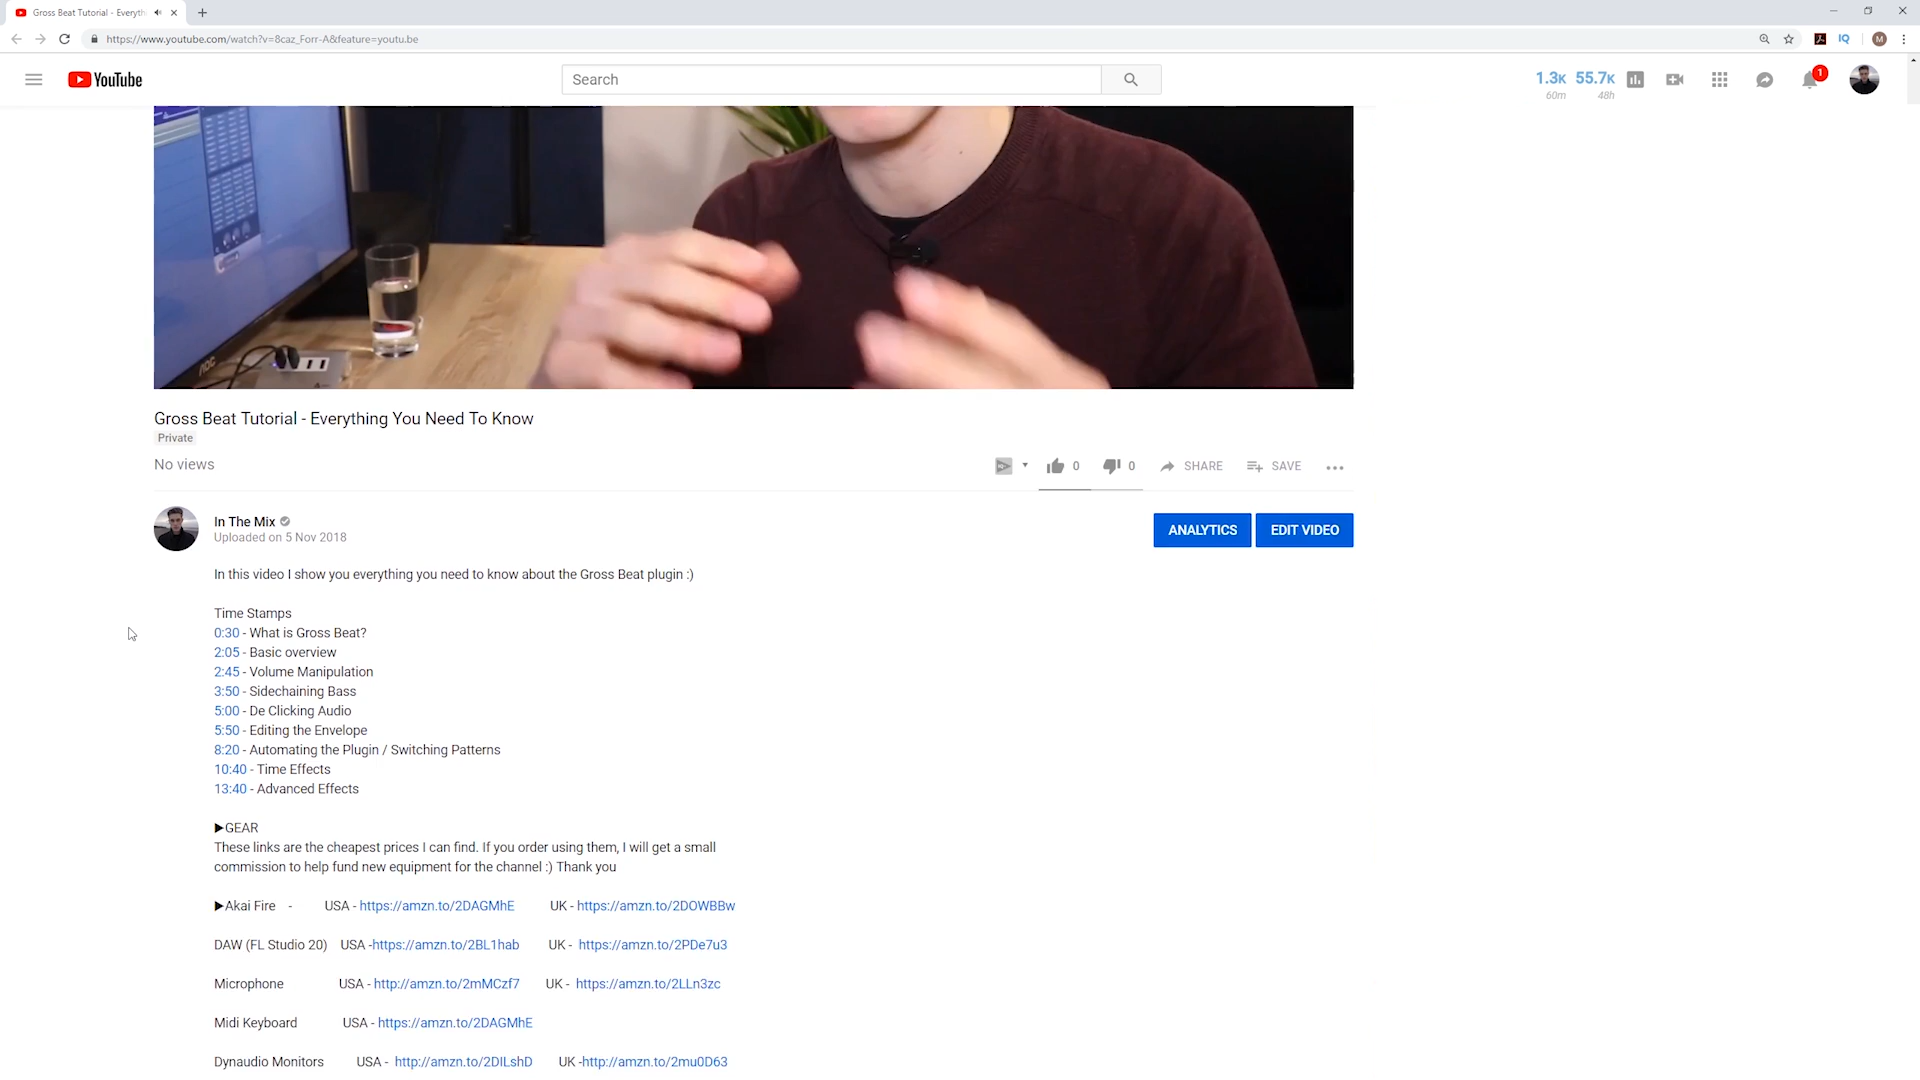 Gross Beat Tutorial - Everyth
https://www.youtube.com/watch?v=8caz_Forr-A&feature=youtu.be
IQ
M
YouTube
Search
1.3K 55.7K
60m 48h
1
AOC
Gross Beat Tutorial - Everything You Need To Know
Private
No views
0 0 SHARE SAVE
In The Mix
Uploaded on 5 Nov 2018
ANALYTICS EDIT VIDEO
In this video I show you everything you need to know about the Gross Beat plugin :)
Time Stamps
0:30 - What is Gross Beat?
2:05 - Basic overview
2:45 - Volume Manipulation
3:50 - Sidechaining Bass
5:00 - De Clicking Audio
5:50 - Editing the Envelope
8:20 - Automating the Plugin / Switching Patterns
10:40 - Time Effects
13:40 - Advanced Effects
▶GEAR
These links are the cheapest prices I can find. If you order using them, I will get a small
commission to help fund new equipment for the channel :) Thank you
▶Akai Fire - USA - https://amzn.to/2DAGMhE UK - https://amzn.to/2DOWBBw
DAW (FL Studio 20) USA -https://amzn.to/2BL1hab UK - https://amzn.to/2PDe7u3
Microphone USA - http://amzn.to/2mMCzf7 UK - https://amzn.to/2LLn3zc
Midi Keyboard USA - https://amzn.to/2DAGMhE
Dynaudio Monitors USA - http://amzn.to/2DILshD UK -http://amzn.to/2mu0D63